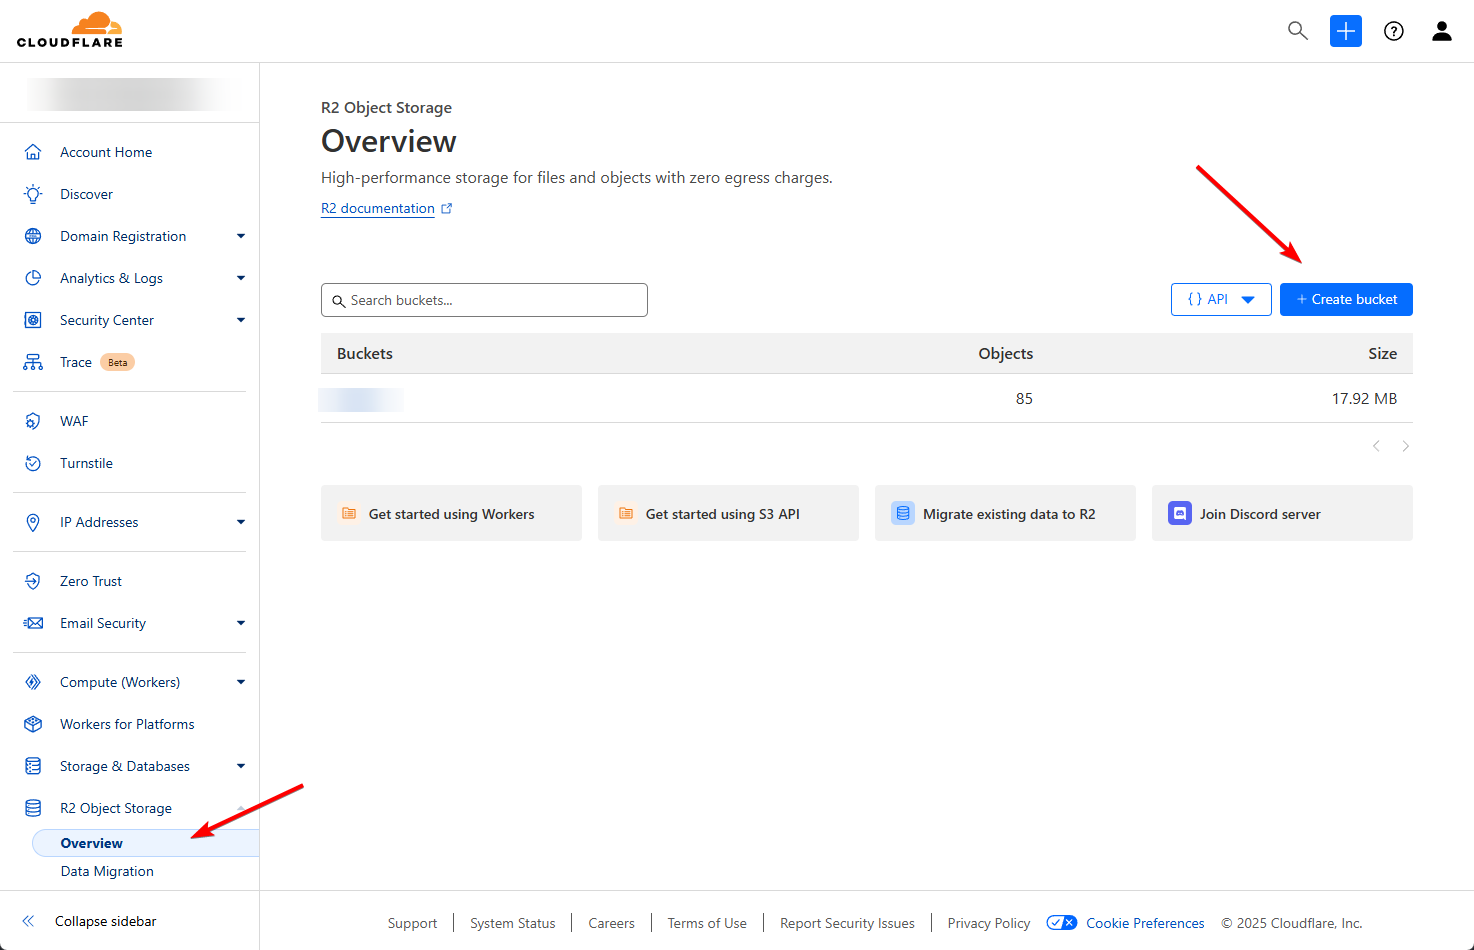 CLOUDFLARE
Account Home
Discover
Domain Registration
Analytics & Logs
Security Center
Trace Beta
WAF
Turnstile
IP Addresses
Zero Trust
Email Security
Compute (Workers)
Workers for Platforms
Storage & Databases
R2 Object Storage
Overview
Data Migration
Collapse sidebar
R2 Object Storage
Overview
High-performance storage for files and objects with zero egress charges.
R2 documentation
Search buckets...
{} API
+ Create bucket
Buckets Objects Size
85 17.92 MB
Get started using Workers
Get started using S3 API
Migrate existing data to R2
Join Discord server
Support System Status Careers Terms of Use Report Security Issues Privacy Policy Cookie Preferences © 2025 Cloudflare, Inc.